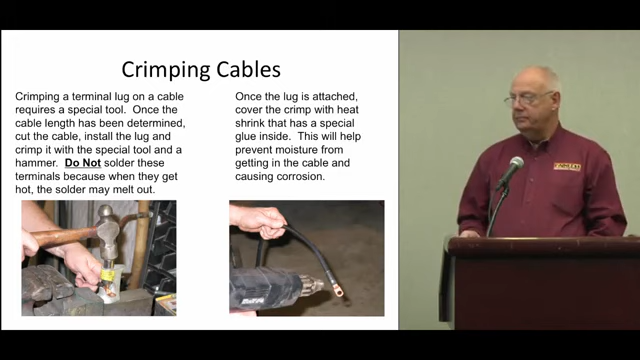 Crimping Cables
Crimping a terminal lug on a cable
requires a special tool. Once the
cable length has been determined,
cut the cable, install the lug and
crimp it with the special tool and a
hammer. Do Not solder these
terminals because when they get
hot, the solder may melt out.
Once the lug is attached,
cover the crimp with heat
shrink that has a special
glue inside. This will help
prevent moisture from
getting in the cable and
causing corrosion.